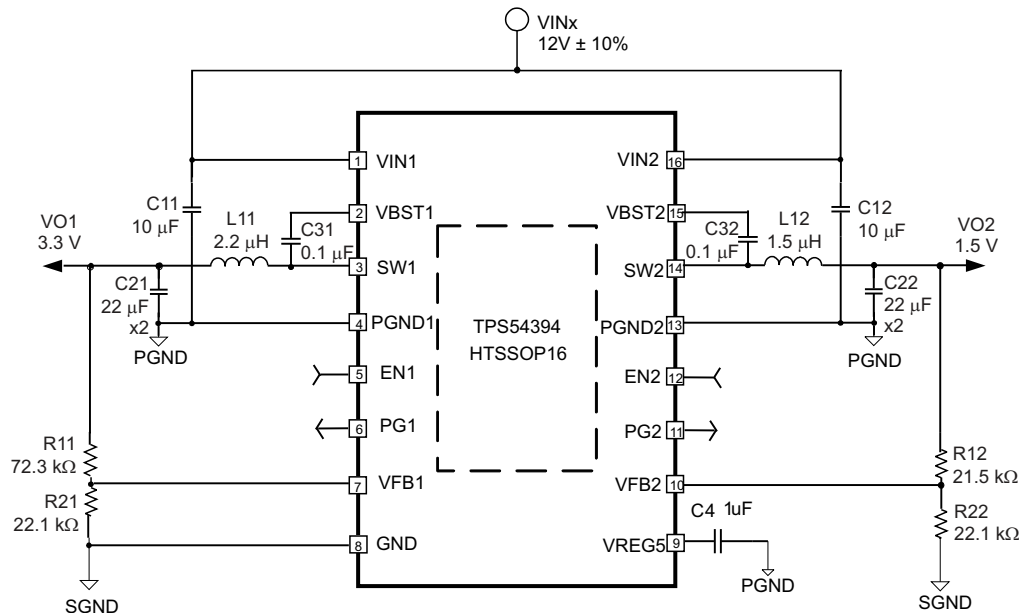 VINx
12V ± 10%
1
VIN1
VIN2
16
C11
10 µF
2
VBST1
VBST2
15
C12
10 µF
VO1
3.3 V
L11
2.2 µH
C31
0.1 µF
C32
0.1 µF
L12
1.5 µH
VO2
1.5 V
3
SW1
SW2
14
C21
22 µF
x2
C22
22 µF
x2
4
PGND1
PGND2
13
PGND
PGND
TPS54394
HTSSOP16
5
EN1
EN2
12
6
PG1
PG2
11
R11
72.3 kΩ
R12
21.5 kΩ
7
VFB1
VFB2
10
R21
22.1 kΩ
R22
22.1 kΩ
C4 1uF
8
GND
VREG5
9
PGND
SGND
SGND